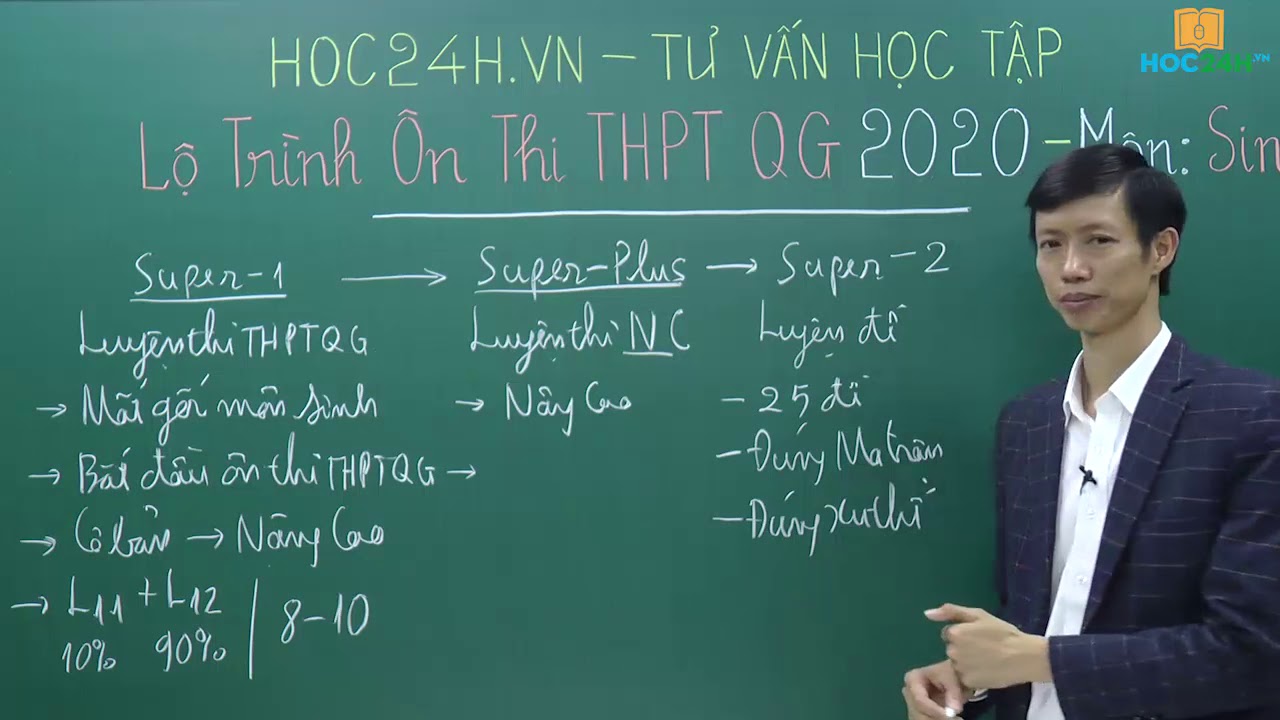 HOC24H.VN – TƯ VẤN HỌC TẬP
HOC24H.VN
Lộ Trình Ôn Thi THPT QG 2020 – Môn: Sin
Super-1 → Super-Plus → Super-2
Luyện thi THPTQG
→ Mất gốc môn Sinh
→ Bắt đầu ôn thi THPTQG →
→ Cơ bản → Nâng Cao
→ L11 + L12 | 8-10
10% 90%
Luyện thi NC
→ Nâng Cao
Luyện đề
- 25 đề
- Đúng Ma trận
- Đúng xu thế